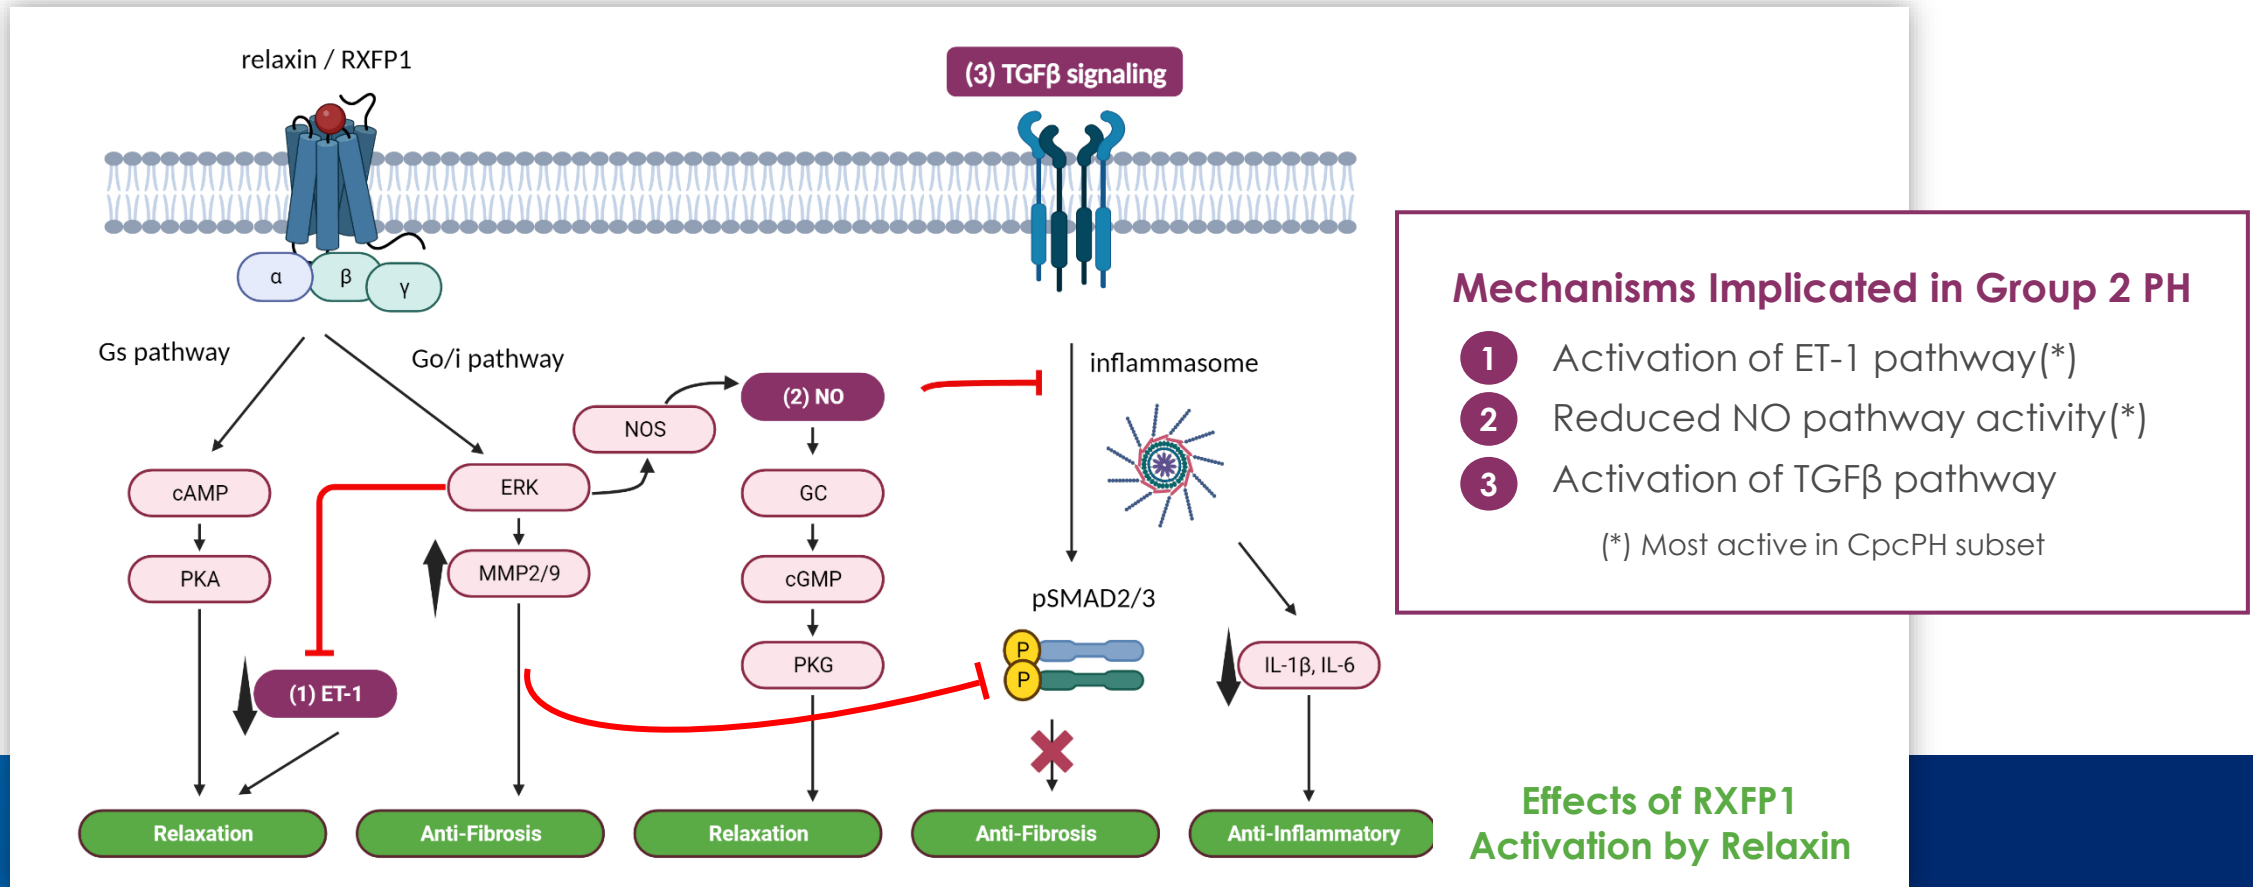 relaxin / RXFP1
(3) TGFβ signaling
α
β
γ
Gs pathway
Go/i pathway
inflammasome
NOS
(2) NO
cAMP
ERK
GC
PKA
MMP2/9
cGMP
pSMAD2/3
P
P
(1) ET-1
PKG
IL-1β, IL-6
Relaxation
Anti-Fibrosis
Relaxation
Anti-Fibrosis
Anti-Inflammatory
Mechanisms Implicated in Group 2 PH
1 Activation of ET-1 pathway(*)
2 Reduced NO pathway activity(*)
3 Activation of TGFβ pathway
(*) Most active in CpcPH subset
Effects of RXFP1
Activation by Relaxin